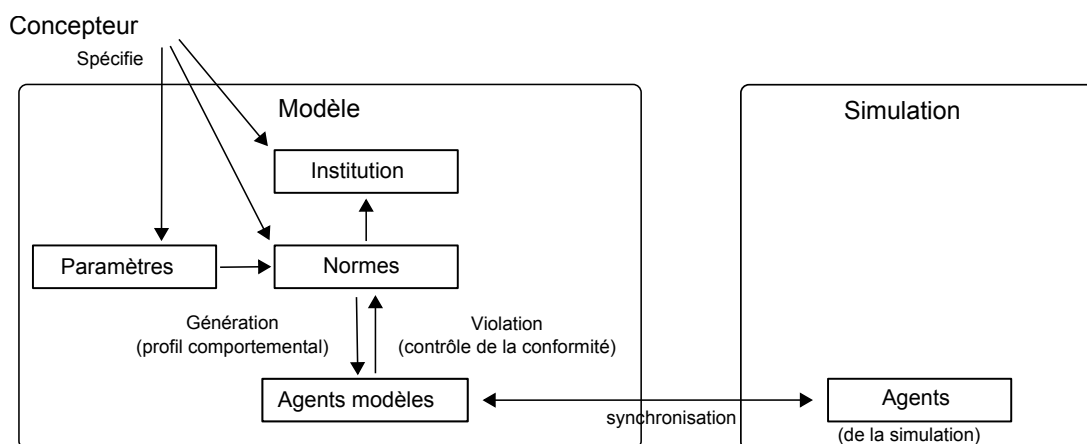 Concepteur
Spécifie
Modèle
Simulation
Institution
Paramètres
Normes
Génération
(profil comportemental)
Violation
(contrôle de la conformité)
Agents modèles
synchronisation
Agents
(de la simulation)